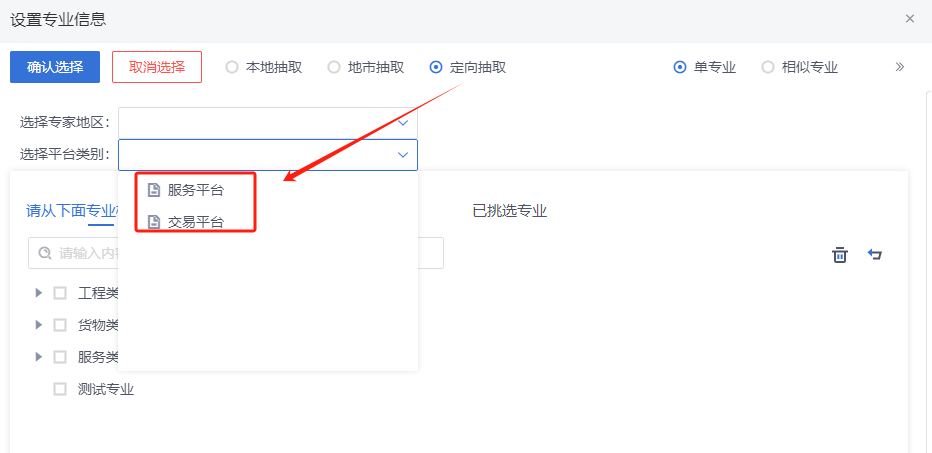 设置专业信息
确认选择 取消选择 本地抽取 地市抽取 定向抽取 单专业 相似专业
选择专家地区：
选择平台类别：
服务平台
请从下面专业 已挑选专业
交易平台
请输入内容
工程类
货物类
服务类
测试专业